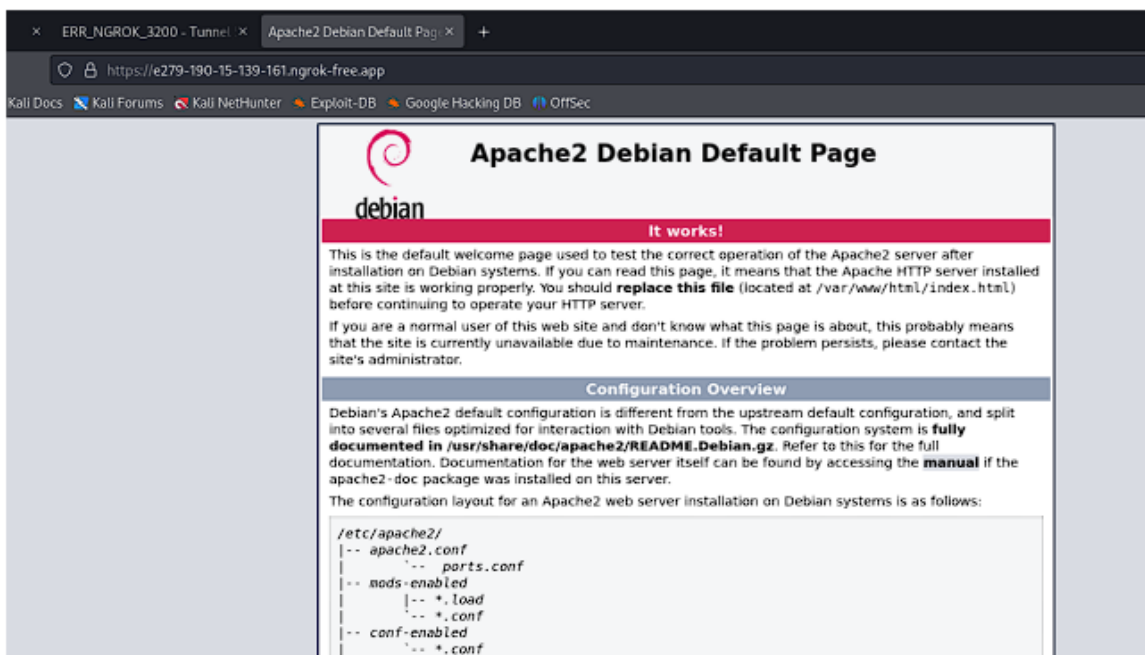 ERR_NGROK_3200 - Tunnel
Apache2 Debian Default Pag
https://e279-190-15-139-161.ngrok-free.app
Kali Docs Kali Forums Kali NetHunter Exploit-DB Google Hacking DB OffSec
Apache2 Debian Default Page
debian
It works!
This is the default welcome page used to test the correct operation of the Apache2 server after
installation on Debian systems. If you can read this page, it means that the Apache HTTP server installed
at this site is working properly. You should replace this file (located at /var/www/html/index.html)
before continuing to operate your HTTP server.
If you are a normal user of this web site and don't know what this page is about, this probably means
that the site is currently unavailable due to maintenance. If the problem persists, please contact the
site's administrator.
Configuration Overview
Debian's Apache2 default configuration is different from the upstream default configuration, and split
into several files optimized for interaction with Debian tools. The configuration system is fully
documented in /usr/share/doc/apache2/README.Debian.gz. Refer to this for the full
documentation. Documentation for the web server itself can be found by accessing the manual if the
apache2-doc package was installed on this server.
The configuration layout for an Apache2 web server installation on Debian systems is as follows:
/etc/apache2/
|-- apache2.conf
|       `--  ports.conf
|-- mods-enabled
|       |-- *.load
|       `-- *.conf
|-- conf-enabled
|       `-- *.conf